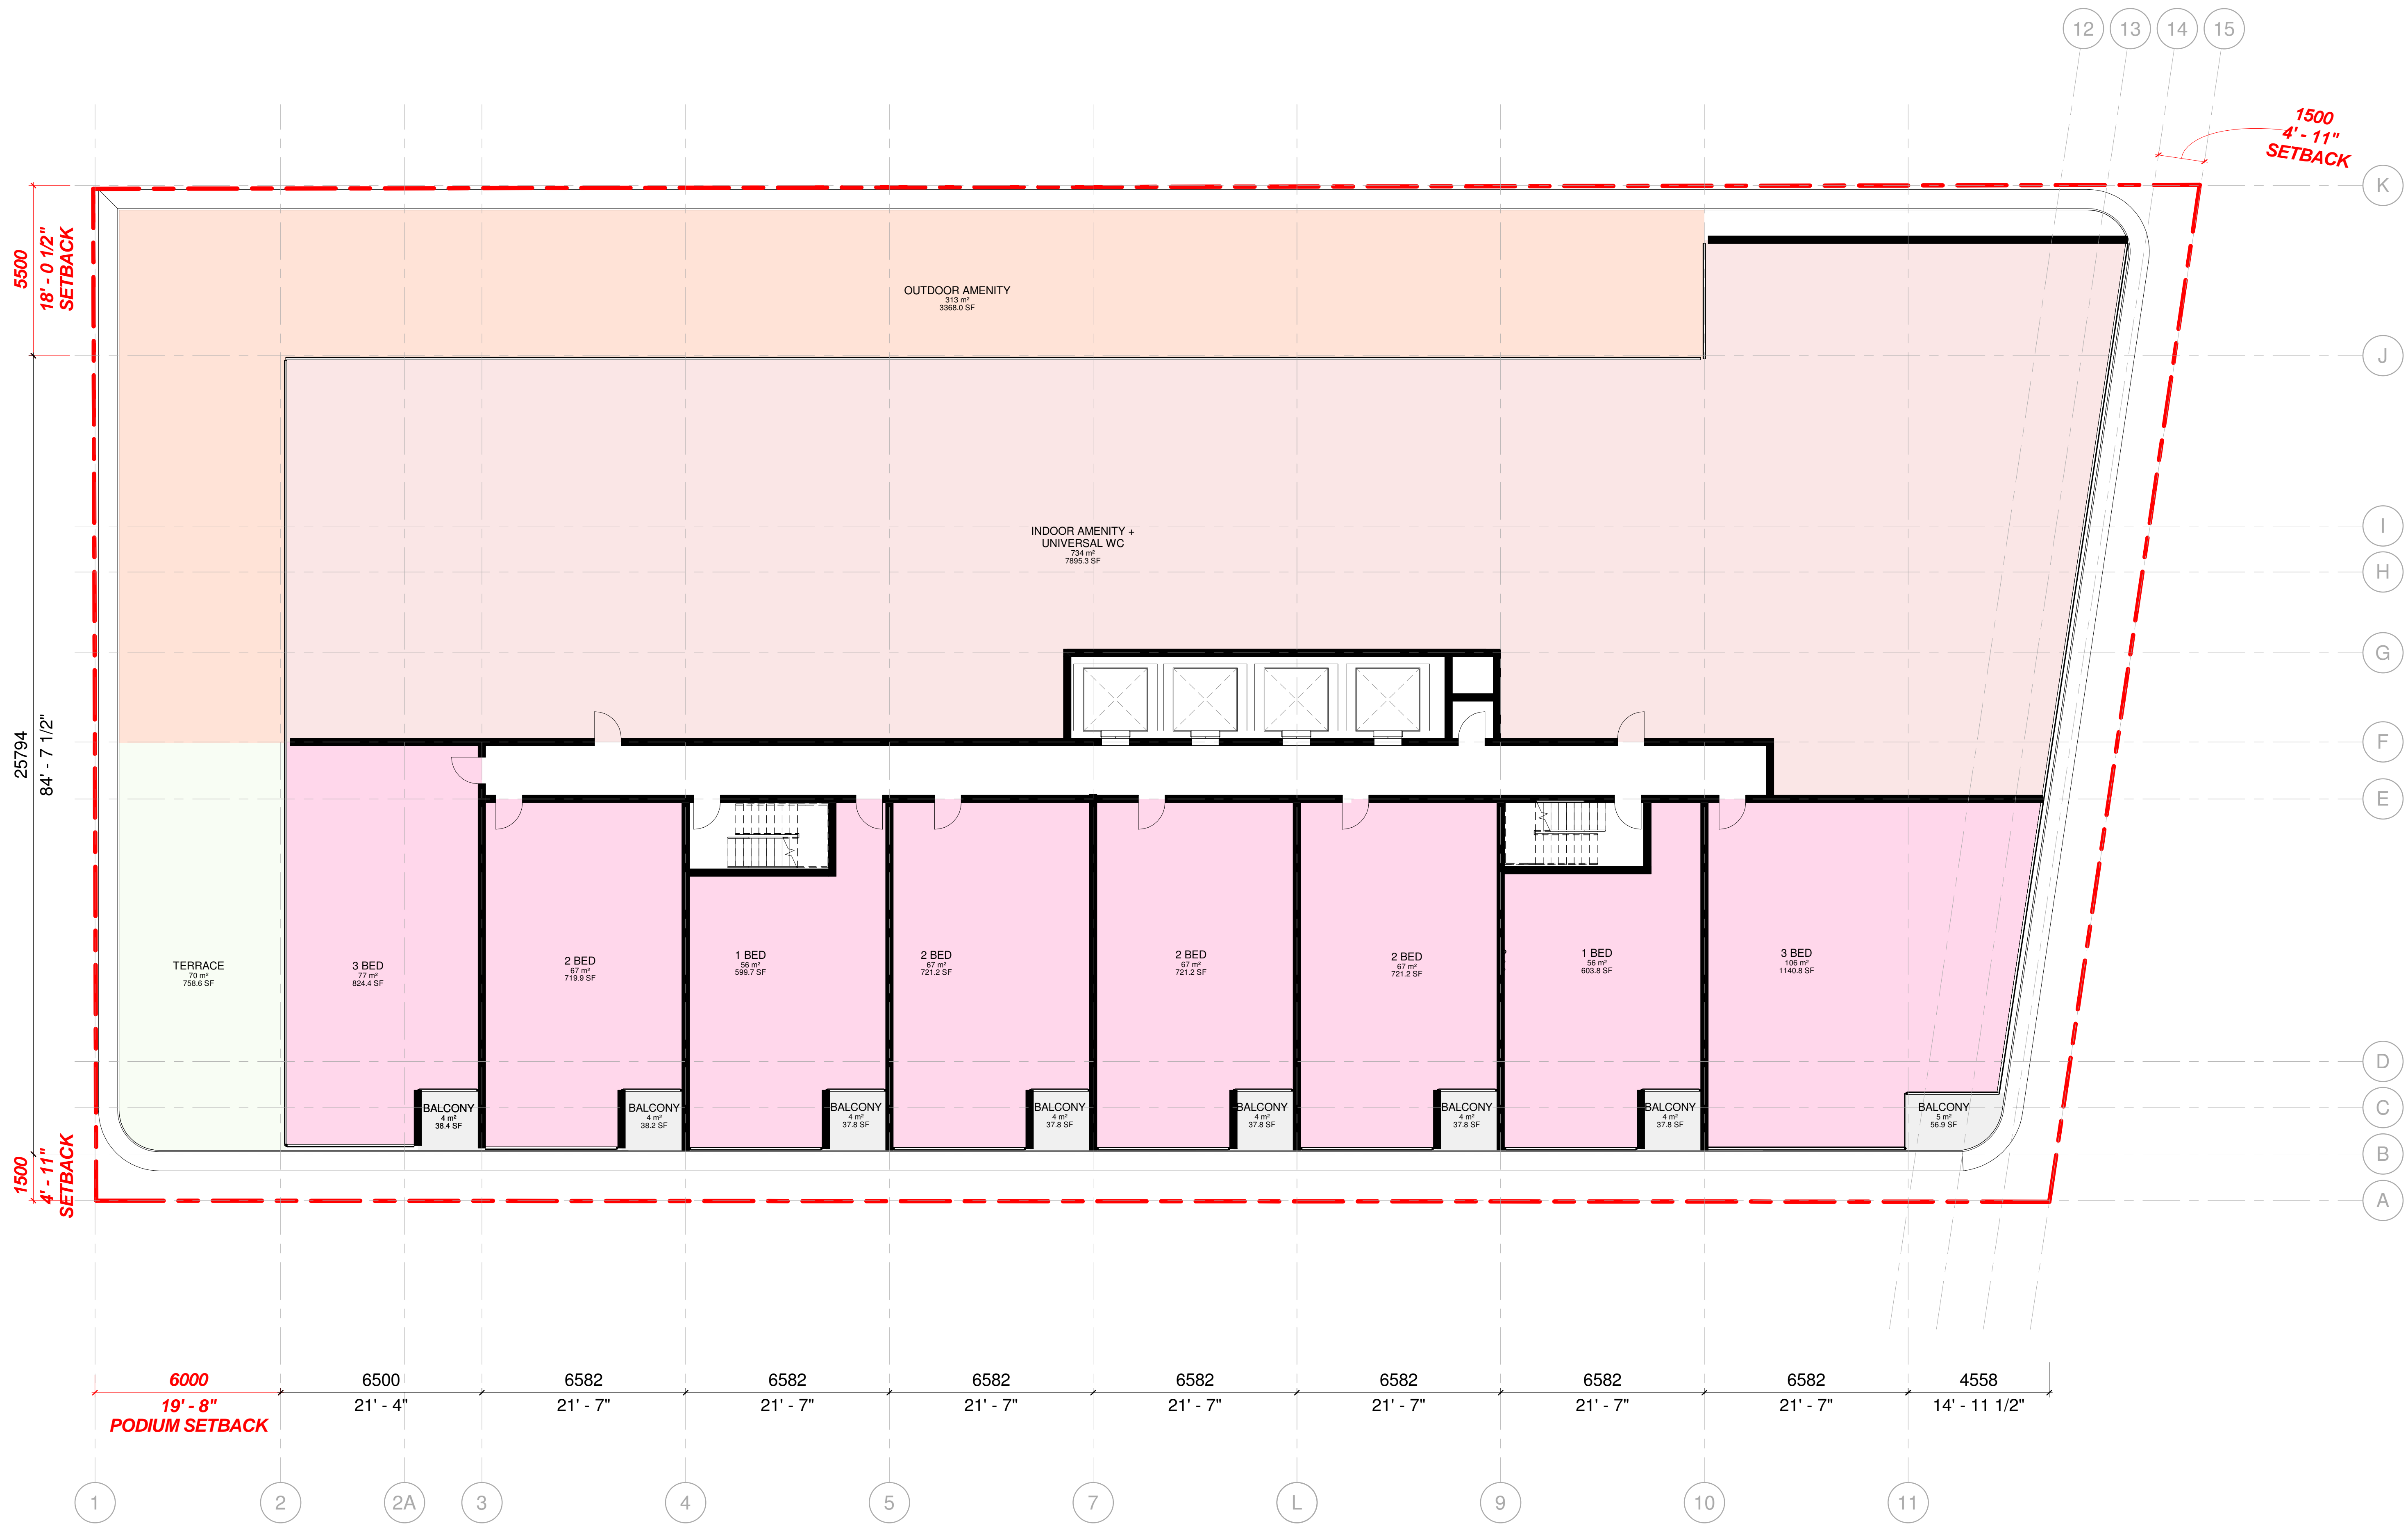 12
13
14
15
1500
4' - 11"
SETBACK
K
5500
18' - 0 1/2"
SETBACK
OUTDOOR AMENITY
313 m²
3368.0 SF
J
INDOOR AMENITY +
UNIVERSAL WC
734 m²
7895.3 SF
I
H
G
F
E
25794
84' - 7 1/2"
TERRACE
70 m²
758.6 SF
3 BED
77 m²
824.4 SF
2 BED
67 m²
719.9 SF
1 BED
56 m²
599.7 SF
2 BED
67 m²
721.2 SF
2 BED
67 m²
721.2 SF
2 BED
67 m²
721.2 SF
1 BED
56 m²
603.8 SF
3 BED
106 m²
1140.8 SF
D
BALCONY
4 m²
38.4 SF
BALCONY
4 m²
38.2 SF
BALCONY
4 m²
37.8 SF
BALCONY
4 m²
37.8 SF
BALCONY
4 m²
37.8 SF
BALCONY
4 m²
37.8 SF
BALCONY
4 m²
37.8 SF
BALCONY
5 m²
56.9 SF
C
B
A
1500
4' - 11"
SETBACK
6000
19' - 8"
PODIUM SETBACK
6500
21' - 4"
6582
21' - 7"
6582
21' - 7"
6582
21' - 7"
6582
21' - 7"
6582
21' - 7"
6582
21' - 7"
6582
21' - 7"
4558
14' - 11 1/2"
1
2
2A
3
4
5
7
L
9
10
11